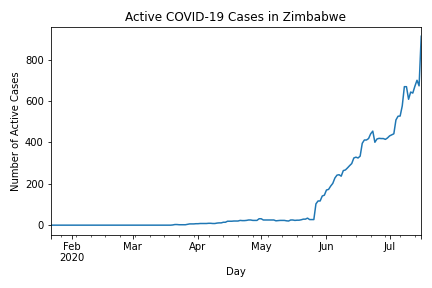 Active COVID-19 Cases in Zimbabwe
Number of Active Cases
800
600
400
200
0
Feb Mar Apr May Jun Jul
2020
Day